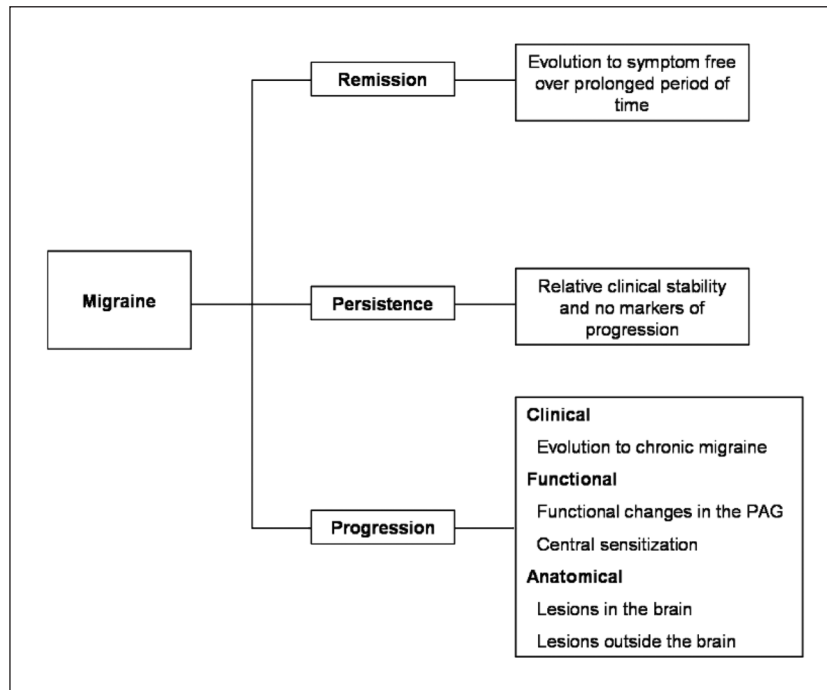 Remission
Evolution to symptom free
over prolonged period of
time
Migraine
Persistence
Relative clinical stability
and no markers of
progression
Progression
Clinical
Evolution to chronic migraine
Functional
Functional changes in the PAG
Central sensitization
Anatomical
Lesions in the brain
Lesions outside the brain